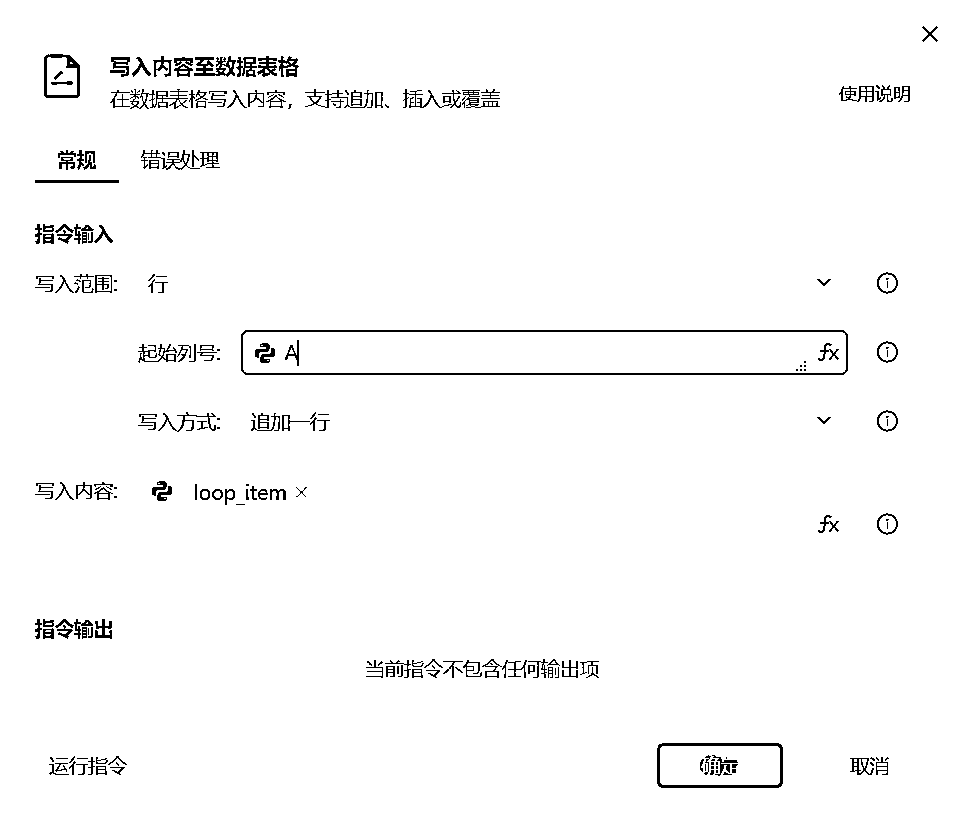 写入内容至数据表格
在数据表格写入内容，支持追加、插入或覆盖
使用说明
常规 错误处理
指令输入
写入范围: 行
起始列号: A fx
写入方式: 追加一行
写入内容: loop_item ×
fx
指令输出
当前指令不包含任何输出项
运行指令 确定 取消